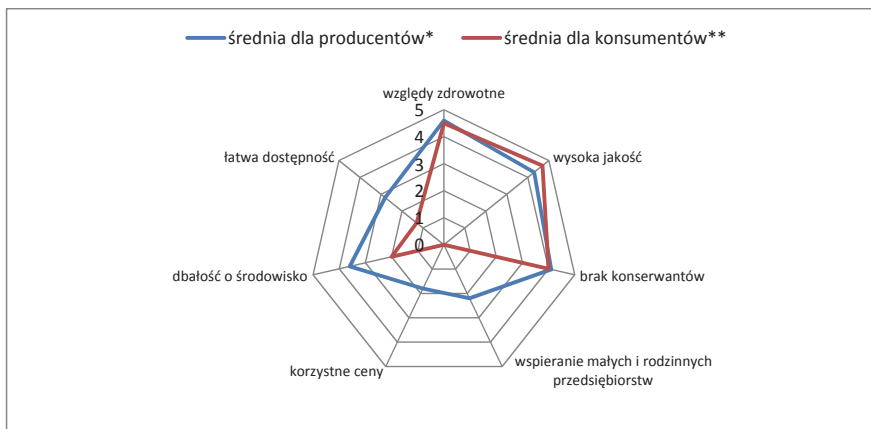 średnia dla producentów* średnia dla konsumentów**
względy zdrowotne
5
łatwa dostępność
4
wysoka jakość
3
2
1
0
dbałość o środowisko
brak konserwantów
korzystne ceny
wspieranie małych i rodzinnych
przedsiębiorstw